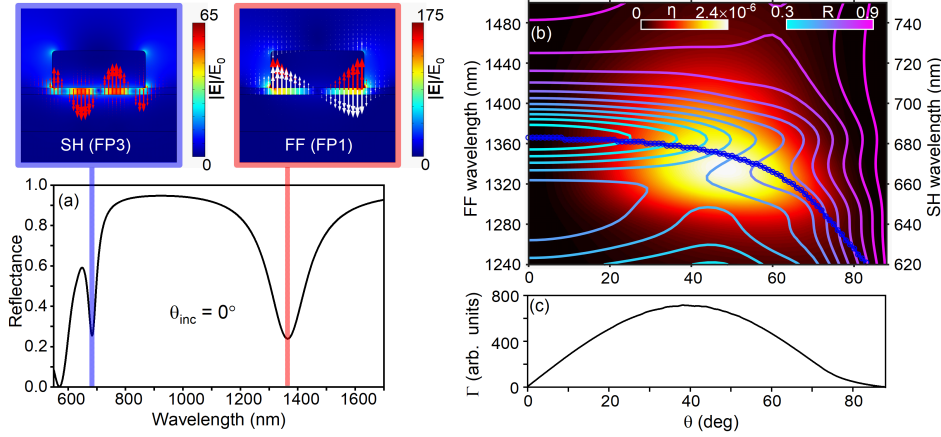 65
|E|/E0
0
SH (FP3)
175
|E|/E0
0
FF (FP1)
(a)
1.0
0.8
0.6
0.4
0.2
0.0
Reflectance
θinc = 0°
600 800 1000 1200 1400 1600
Wavelength (nm)
(b)
0 η 2.4×10⁻⁶
0.3 R 0.9
1480
1440
1400
1360
1320
1280
1240
FF wavelength (nm)
740
720
700
680
660
640
620
SH wavelength (nm)
0 20 40 60 80
(c)
800
400
0
Γ (arb. units)
0 20 40 60 80
θ (deg)